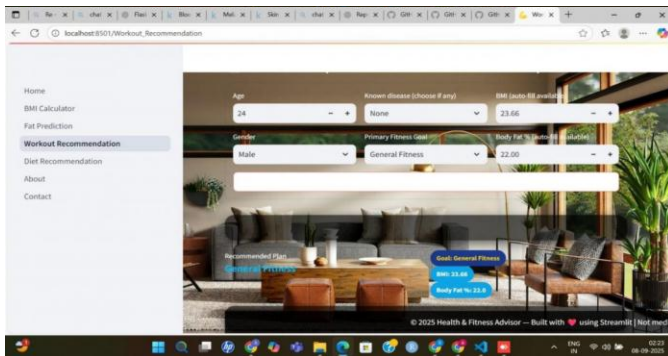 localhost:8501/Workout_Recommendation
Home
BMI Calculator
Fat Prediction
Workout Recommendation
Diet Recommendation
About
Contact
Age
Known disease (choose if any)
BMI (auto-fill available
24
None
23.66
Gender
Primary Fitness Goal
Body Fat % (auto-fill available)
Male
General Fitness
22.00
Recommended Plan
General Fitness
Goal: General Fitness
BMI: 23.66
Body Fat %: 22.0
© 2025 Health & Fitness Advisor — Built with ❤ using Streamlit | Not med
ENG
IN
02:23
08-09-2025